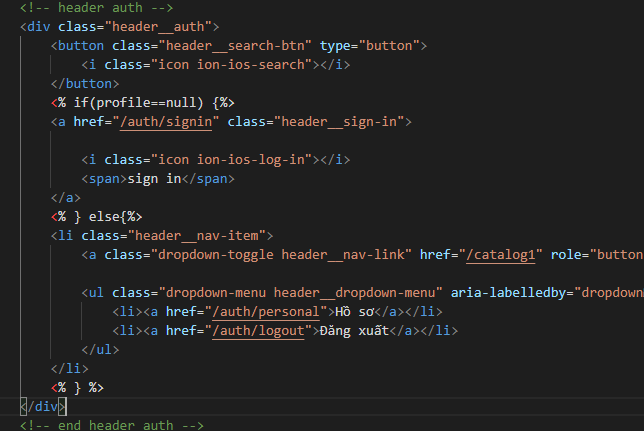 <!-- header auth -->
<div class="header__auth">
<button class="header__search-btn" type="button">
<i class="icon ion-ios-search"></i>
</button>
<% if(profile==null) {%>
<a href="/auth/signin" class="header__sign-in">
<i class="icon ion-ios-log-in"></i>
<span>sign in</span>
</a>
<% } else{%>
<li class="header__nav-item">
<a class="dropdown-toggle header__nav-link" href="/catalog1" role="button
<ul class="dropdown-menu header__dropdown-menu" aria-labelledby="dropdown
<li><a href="/auth/personal">Hồ sơ</a></li>
<li><a href="/auth/logout">Đăng xuất</a></li>
</ul>
</li>
<% } %>
</div>
<!-- end header auth -->